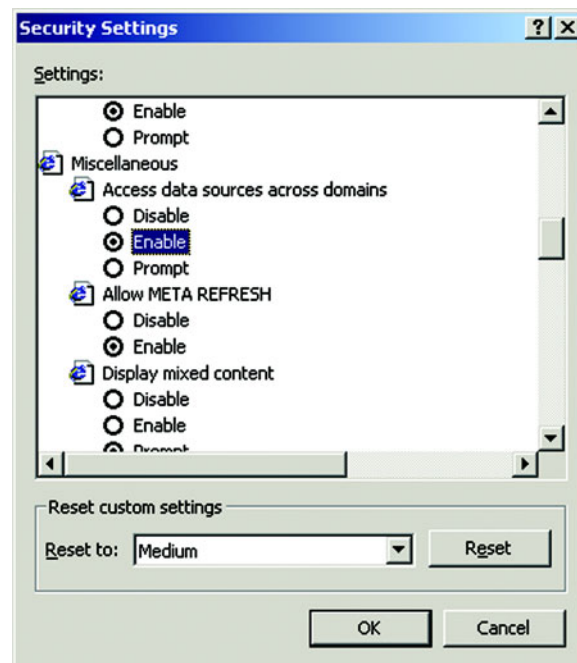 Security Settings
Settings:
Enable
Prompt
Miscellaneous
Access data sources across domains
Disable
Enable
Prompt
Allow META REFRESH
Disable
Enable
Display mixed content
Disable
Enable
Prompt
Reset custom settings
Reset to: Medium Reset
OK Cancel